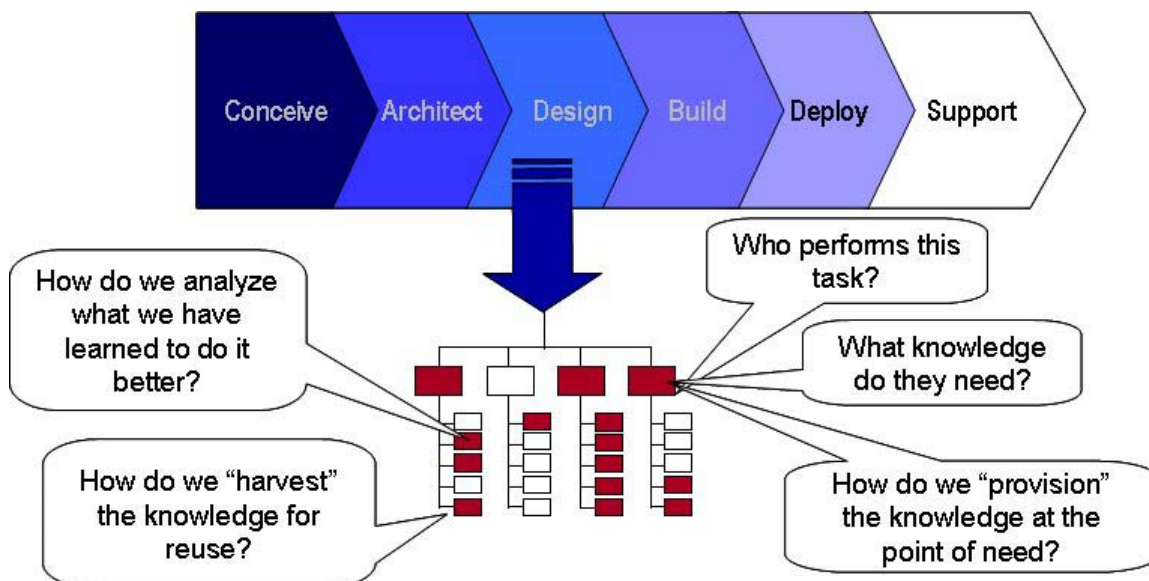 Conceive
Architect
Design
Build
Deploy
Support
Who performs this
task?
How do we analyze
what we have
learned to do it
better?
What knowledge
do they need?
How do we “harvest”
the knowledge for
reuse?
How do we “provision”
the knowledge at the
point of need?